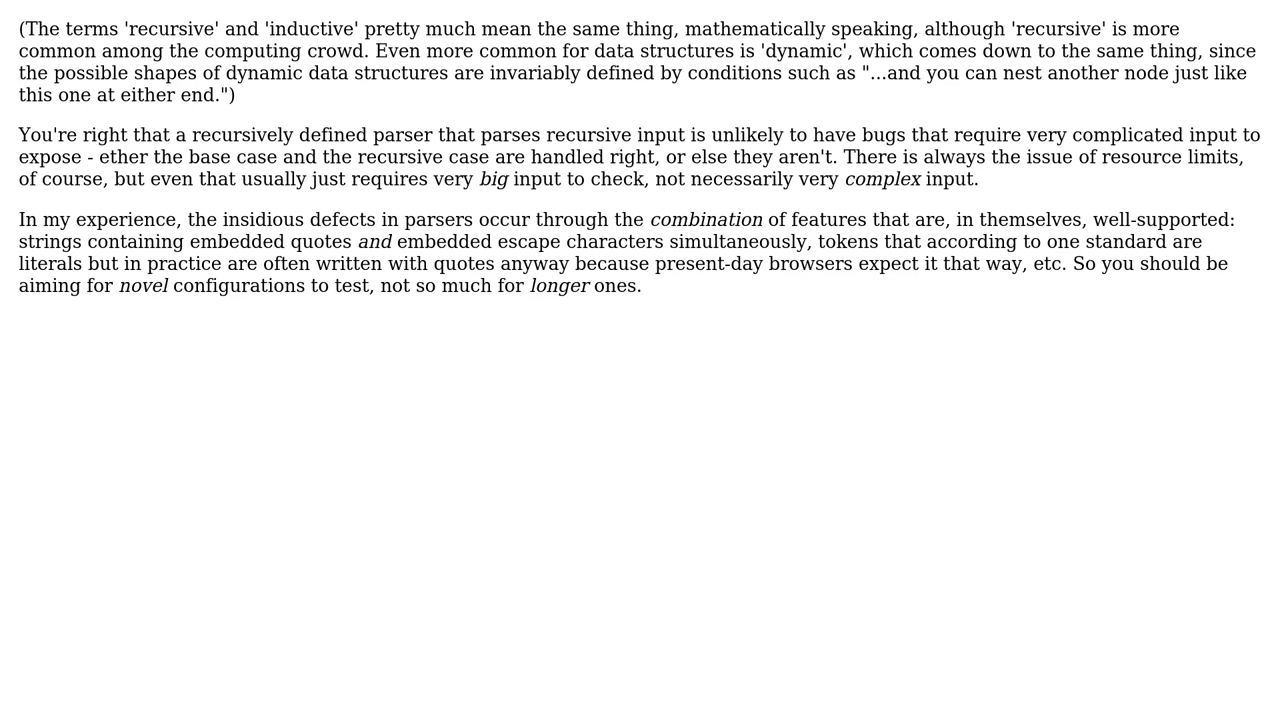 (The terms 'recursive' and 'inductive' pretty much mean the same thing, mathematically speaking, although 'recursive' is more
common among the computing crowd. Even more common for data structures is 'dynamic', which comes down to the same thing, since
the possible shapes of dynamic data structures are invariably defined by conditions such as "...and you can nest another node just like
this one at either end.")
You're right that a recursively defined parser that parses recursive input is unlikely to have bugs that require very complicated input to
expose - ether the base case and the recursive case are handled right, or else they aren't. There is always the issue of resource limits,
of course, but even that usually just requires very big input to check, not necessarily very complex input.
In my experience, the insidious defects in parsers occur through the combination of features that are, in themselves, well-supported:
strings containing embedded quotes and embedded escape characters simultaneously, tokens that according to one standard are
literals but in practice are often written with quotes anyway because present-day browsers expect it that way, etc. So you should be
aiming for novel configurations to test, not so much for longer ones.